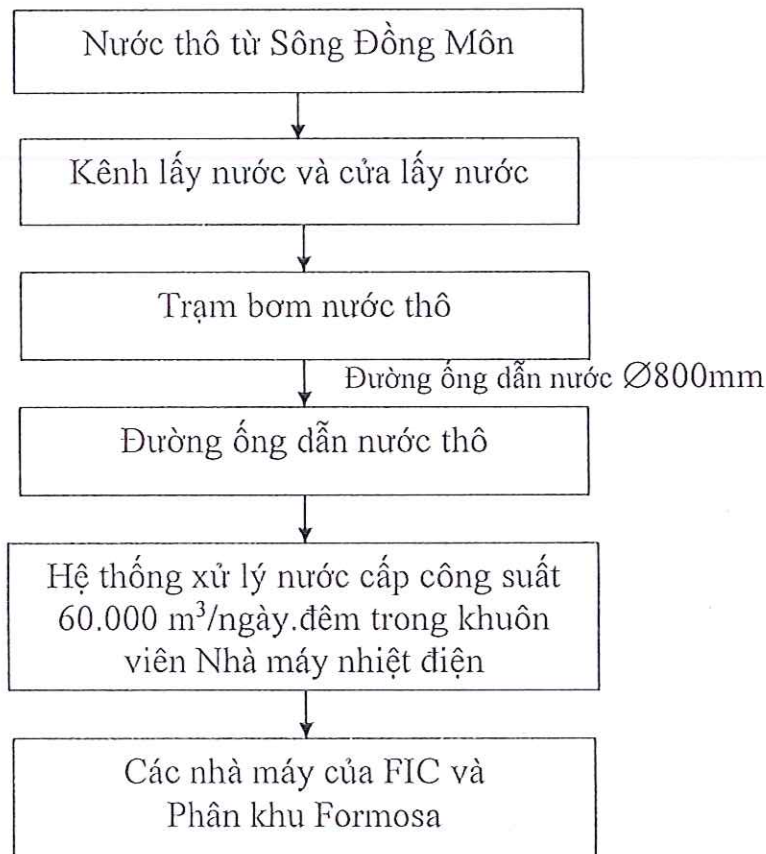 Nước thô từ Sông Đồng Môn
Kênh lấy nước và cửa lấy nước
Trạm bơm nước thô
Đường ống dẫn nước ∅800mm
Đường ống dẫn nước thô
Hệ thống xử lý nước cấp công suất
60.000 m³/ngày.đêm trong khuôn
viên Nhà máy nhiệt điện
Các nhà máy của FIC và
Phân khu Formosa